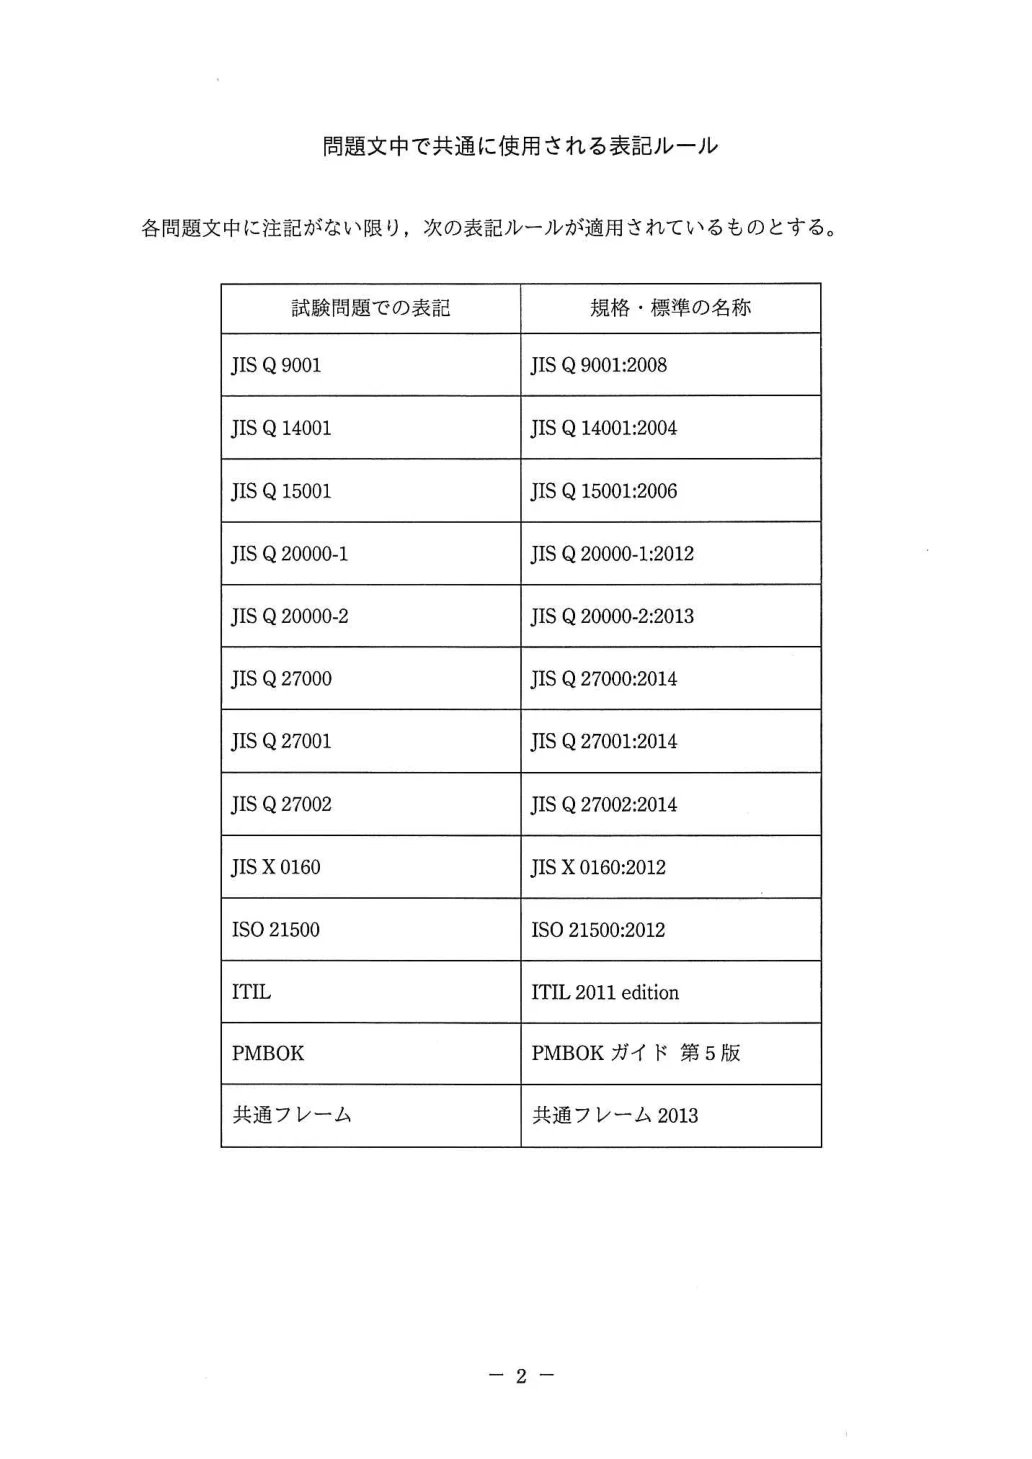 問題文中で共通に使用される表記ルール
各問題文中に注記がない限り，次の表記ルールが適用されているものとする。
試験問題での表記 規格・標準の名称
JIS Q 9001 JIS Q 9001:2008
JIS Q 14001 JIS Q 14001:2004
JIS Q 15001 JIS Q 15001:2006
JIS Q 20000-1 JIS Q 20000-1:2012
JIS Q 20000-2 JIS Q 20000-2:2013
JIS Q 27000 JIS Q 27000:2014
JIS Q 27001 JIS Q 27001:2014
JIS Q 27002 JIS Q 27002:2014
JIS X 0160 JIS X 0160:2012
ISO 21500 ISO 21500:2012
ITIL ITIL 2011 edition
PMBOK PMBOK ガイド 第 5 版
共通フレーム 共通フレーム 2013
－ 2 －